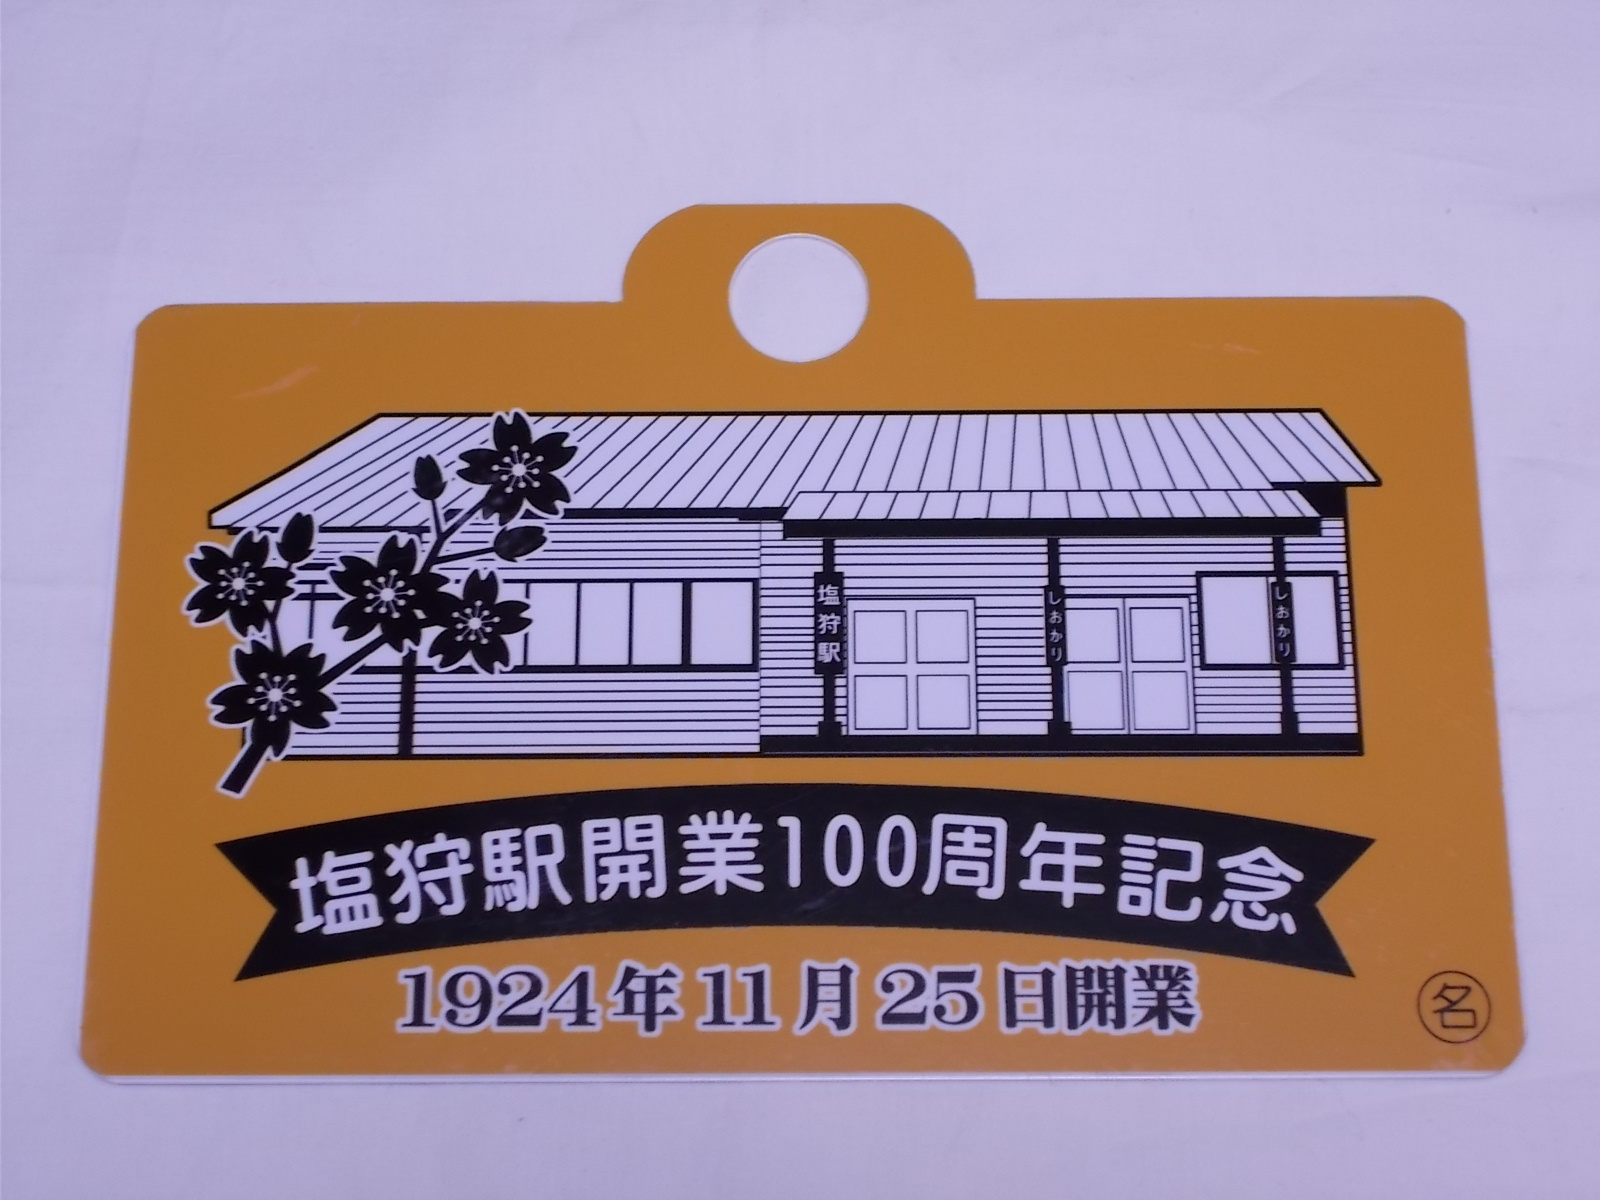 塩狩駅
しおかり
しおかり
塩狩駅開業100周年記念
1924年11月25日開業
名